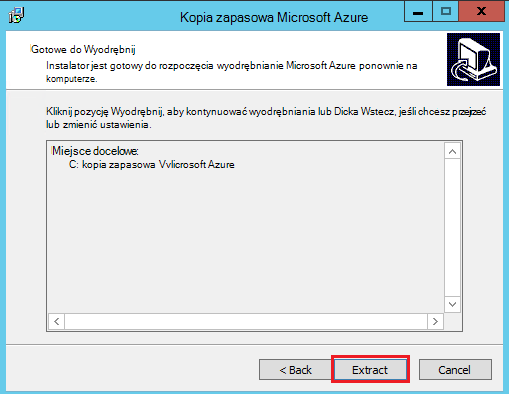 Kopia zapasowa Microsoft Azure
Gotowe do Wyodrębnij
Instalator jest gotowy do rozpoczęcia wyodrębnianie Microsoft Azure ponownie na
komputerze.
Kliknij pozycję Wyodrębnij, aby kontynuować wyodrębniania lub Dicka Wstecz, jeśli chcesz przejrzeć
lub zmienić ustawienia.
Miejsce docelowe:
C: kopia zapasowa Vvlicrosoft Azure
< Back
Extract
Cancel